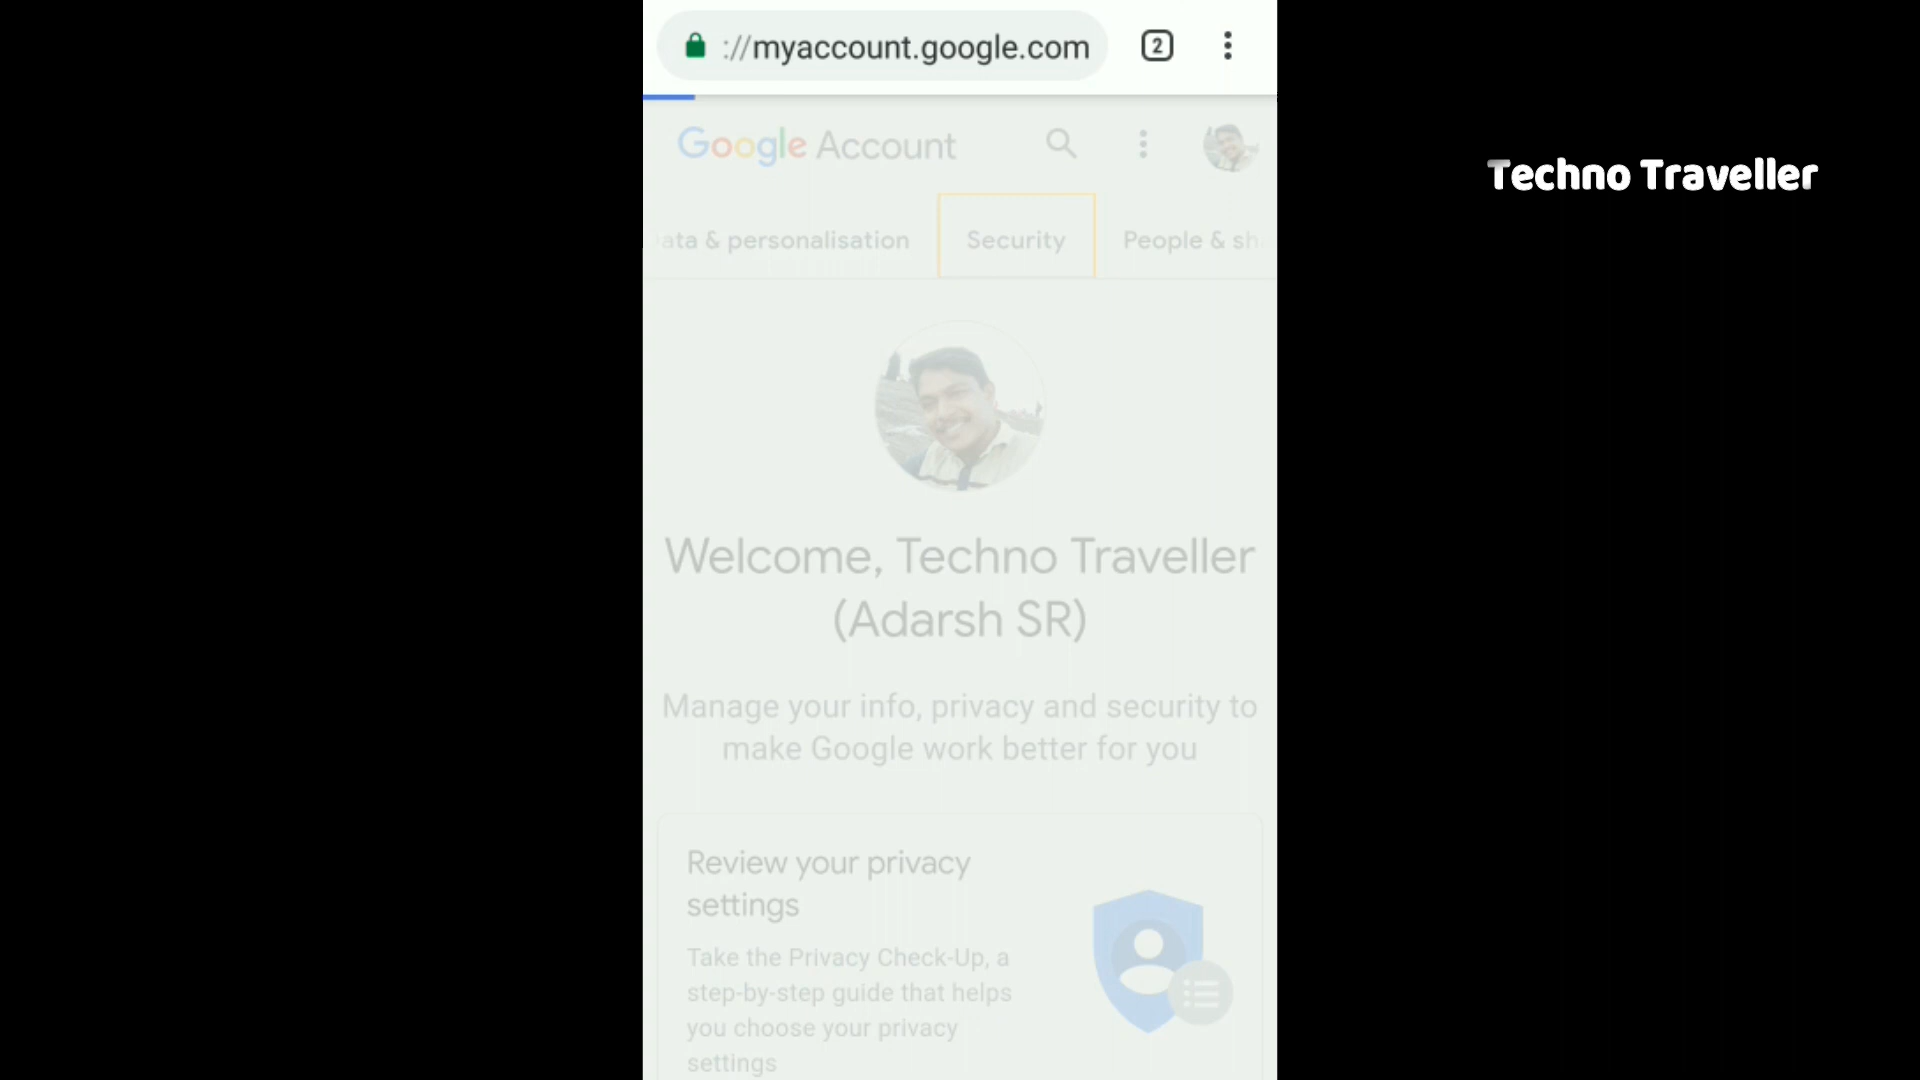 ://myaccount.google.com
2
Google Account
Techno Traveller
ata & personalisation
Security
People & sh
Welcome, Techno Traveller
(Adarsh SR)
Manage your info, privacy and security to
make Google work better for you
Review your privacy
settings
Take the Privacy Check-Up, a
step-by-step guide that helps
you choose your privacy
settings